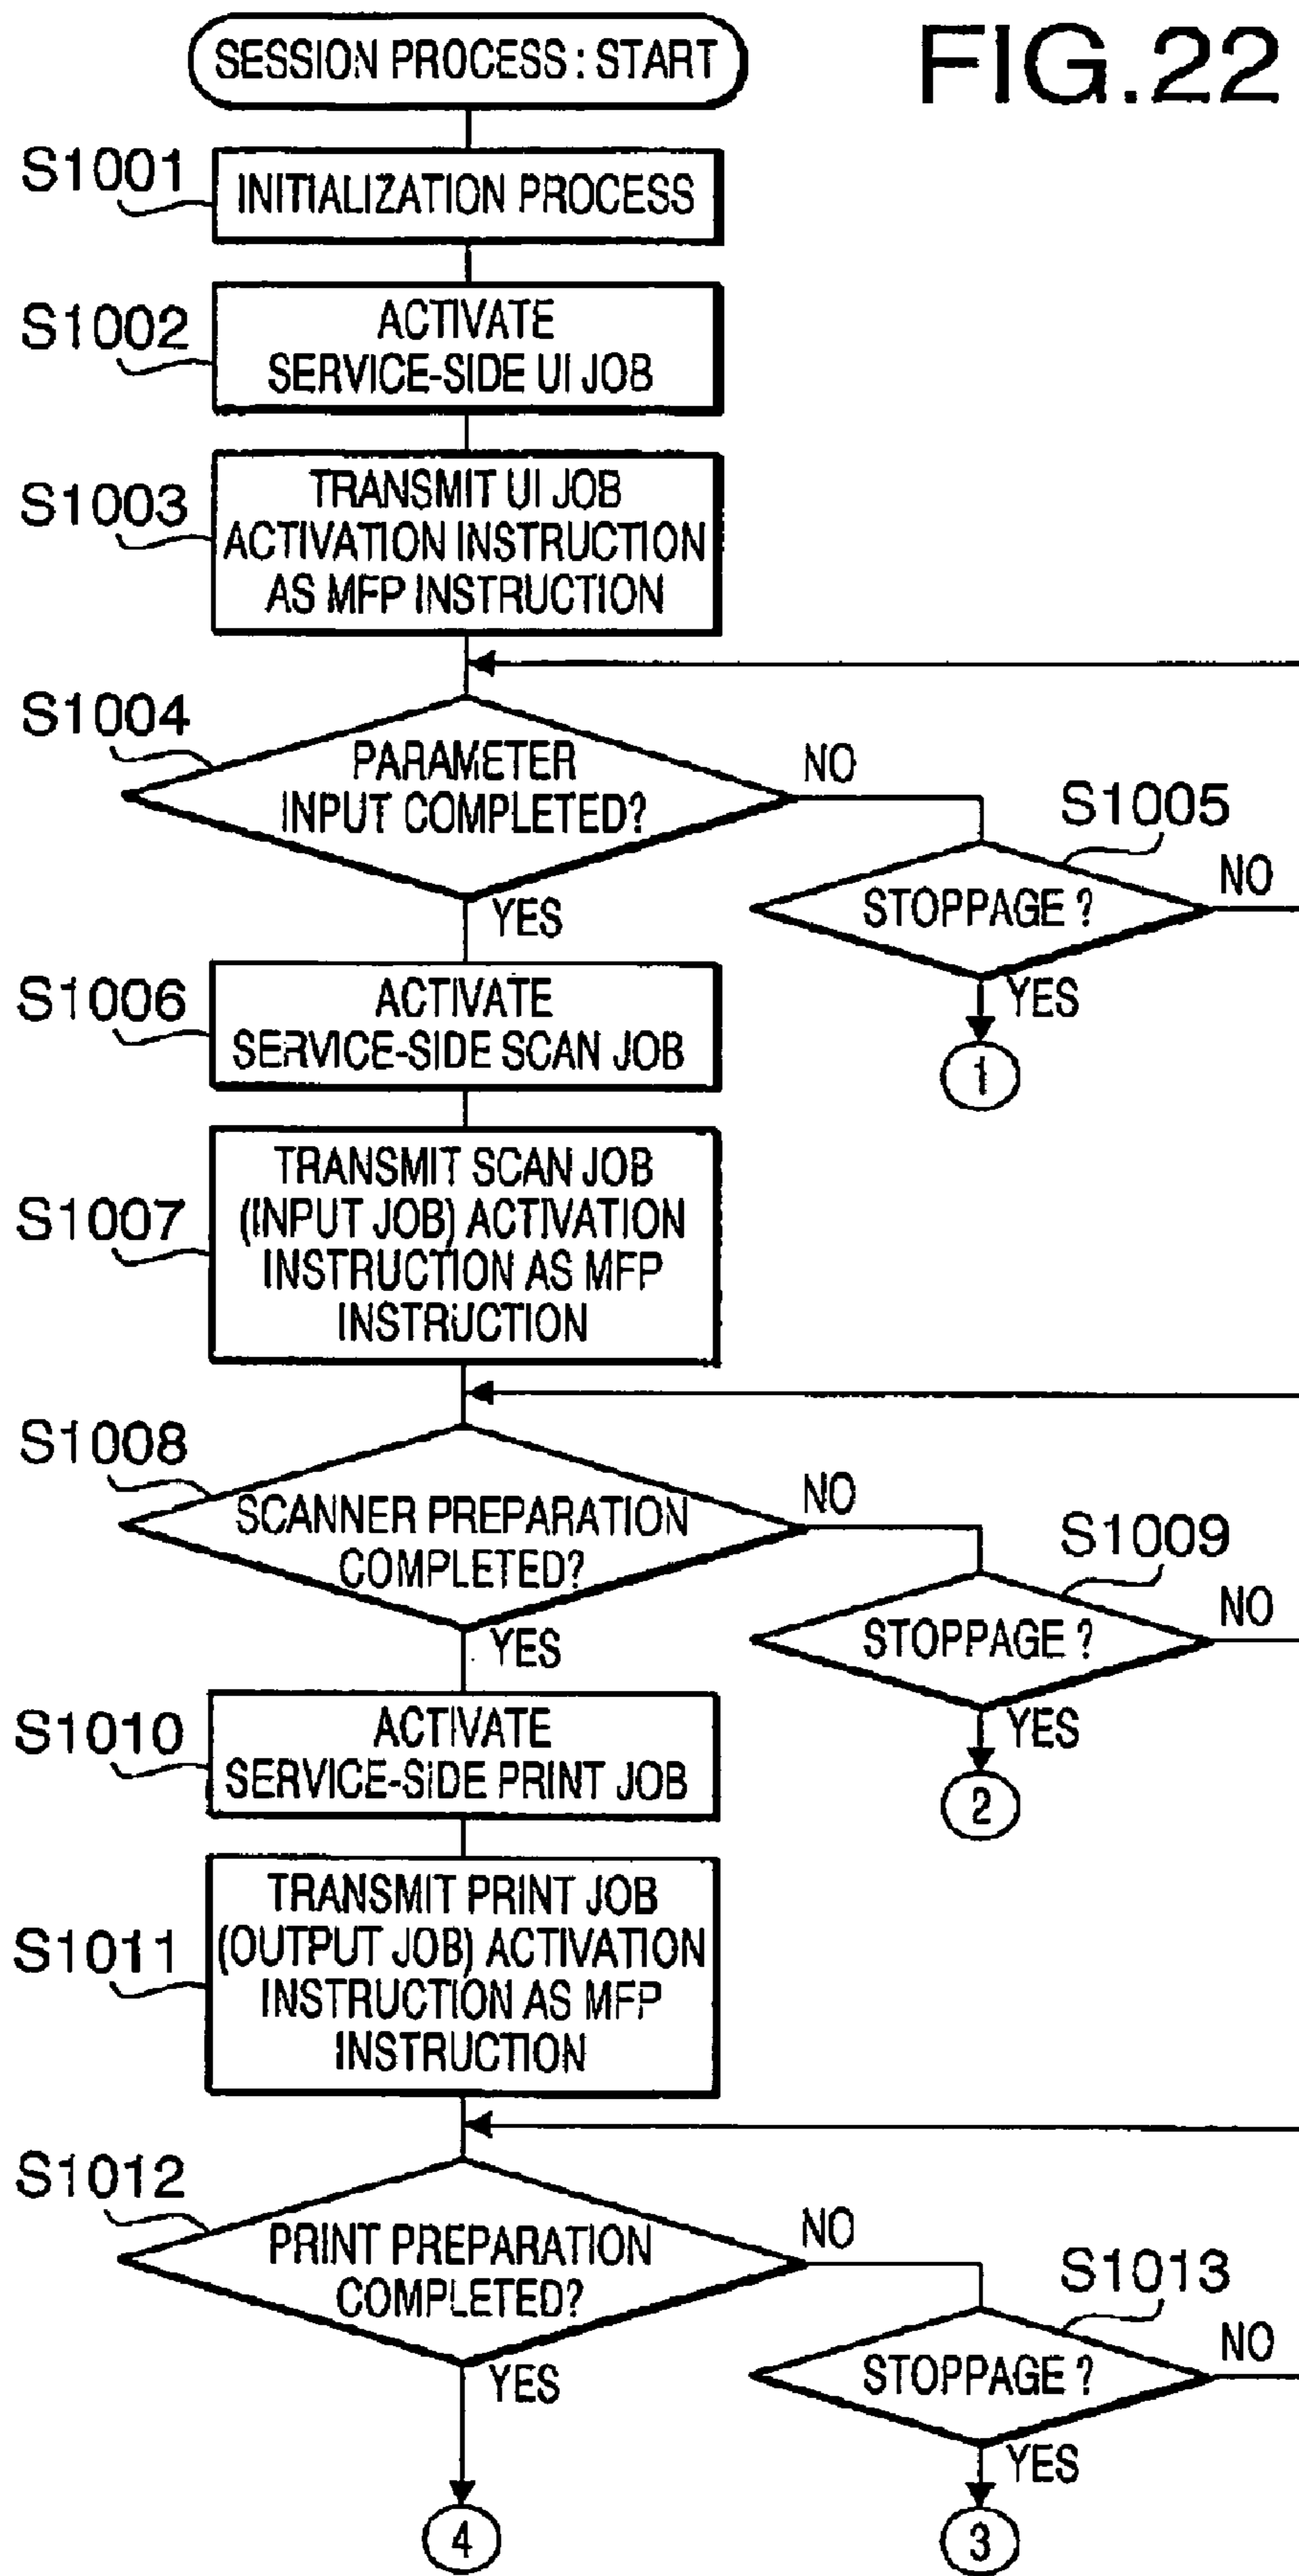 FIG.22
SESSION PROCESS : START
S1001
INITIALIZATION PROCESS
S1002
ACTIVATE
SERVICE-SIDE UI JOB
S1003
TRANSMIT UI JOB
ACTIVATION INSTRUCTION
AS MFP INSTRUCTION
S1004
PARAMETER
INPUT COMPLETED?
NO
YES
S1005
STOPPAGE ?
NO
YES
1
S1006
ACTIVATE
SERVICE-SIDE SCAN JOB
S1007
TRANSMIT SCAN JOB
(INPUT JOB) ACTIVATION
INSTRUCTION AS MFP
INSTRUCTION
S1008
SCANNER PREPARATION
COMPLETED?
NO
YES
S1009
STOPPAGE ?
NO
YES
2
S1010
ACTIVATE
SERVICE-SIDE PRINT JOB
S1011
TRANSMIT PRINT JOB
(OUTPUT JOB) ACTIVATION
INSTRUCTION AS MFP
INSTRUCTION
S1012
PRINT PREPARATION
COMPLETED?
NO
YES
4
S1013
STOPPAGE ?
NO
YES
3